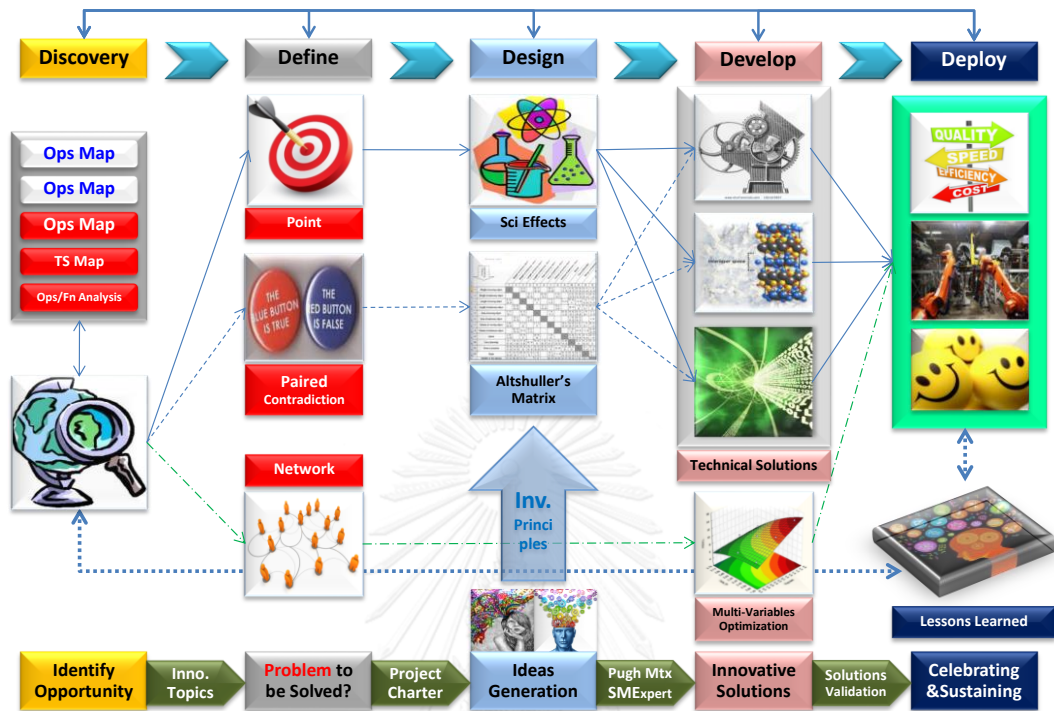 Discovery
Define
Design
Develop
Deploy
Ops Map
Ops Map
Ops Map
TS Map
Ops/Fn Analysis
Point
Sci Effects
QUALITY
SPEED
EFFICIENCY
COST
THE
BLUE BUTTON
IS TRUE
THE
RED BUTTON
IS FALSE
Paired
Contradiction
Altshuller’s
Matrix
Network
Technical Solutions
Inv.
Princi
ples
Multi-Variables
Optimization
Lessons Learned
Identify
Opportunity
Inno.
Topics
Problem to
be Solved?
Project
Charter
Ideas
Generation
Pugh Mtx
SMExpert
Innovative
Solutions
Solutions
Validation
Celebrating
&Sustaining